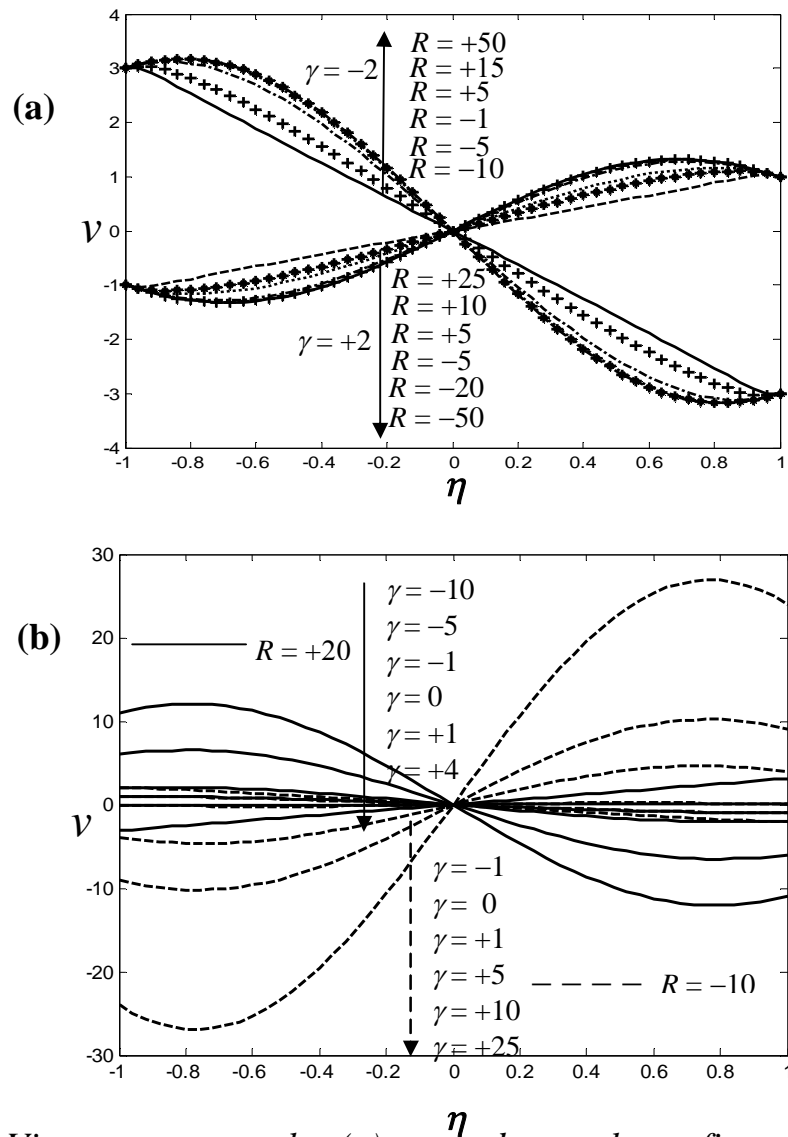 4
R = +50
R = +15
γ = −2
R = +5
3
(a)
R = −1
2
R = −5
R = −10
1
v
0
R = +25
-1
R = +10
R = +5
γ = +2
-2
R = −5
R = −20
-3
R = −50
-4
-1 -0.8 -0.6 -0.4 -0.2 0 0.2 0.4 0.6 0.8 1
η
30
γ = −10
(b)
γ = −5
R = +20
20
γ = −1
γ = 0
10
γ = +1
γ = +4
v
0
γ = −1
-10
γ = 0
γ = +1
-20
γ = +5
R = −10
γ = +10
γ = +25
-30
-1 -0.8 -0.6 -0.4 -0.2 0 0.2 0.4 0.6 0.8 1
η